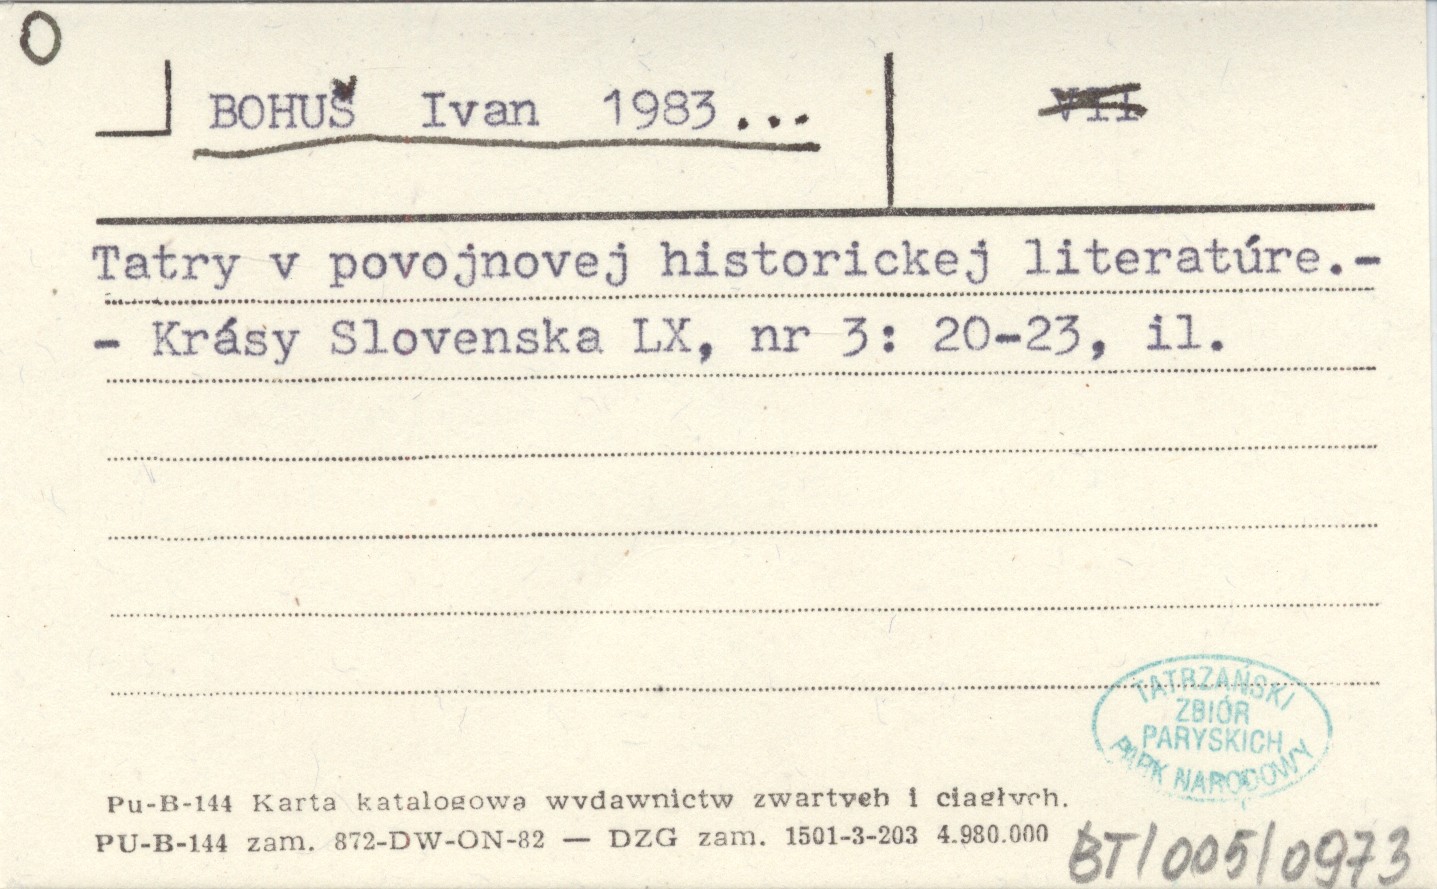 O
BOHUŠ Ivan 1983...
VII
Tatry v povojnovej historickej literatúre.-
- Krásy Slovenska LX, nr 3: 20-23, il.
TATRZAŃSKI
ZBIÓR
PARYSKICH
PARK NARODOWY
Pu-B-144 Karta katalogowa wydawnictw zwartych i ciągłych.
PU-B-144 zam. 872-DW-ON-82 — DZG zam. 1501-3-203 4.980.000
BT/005/0973